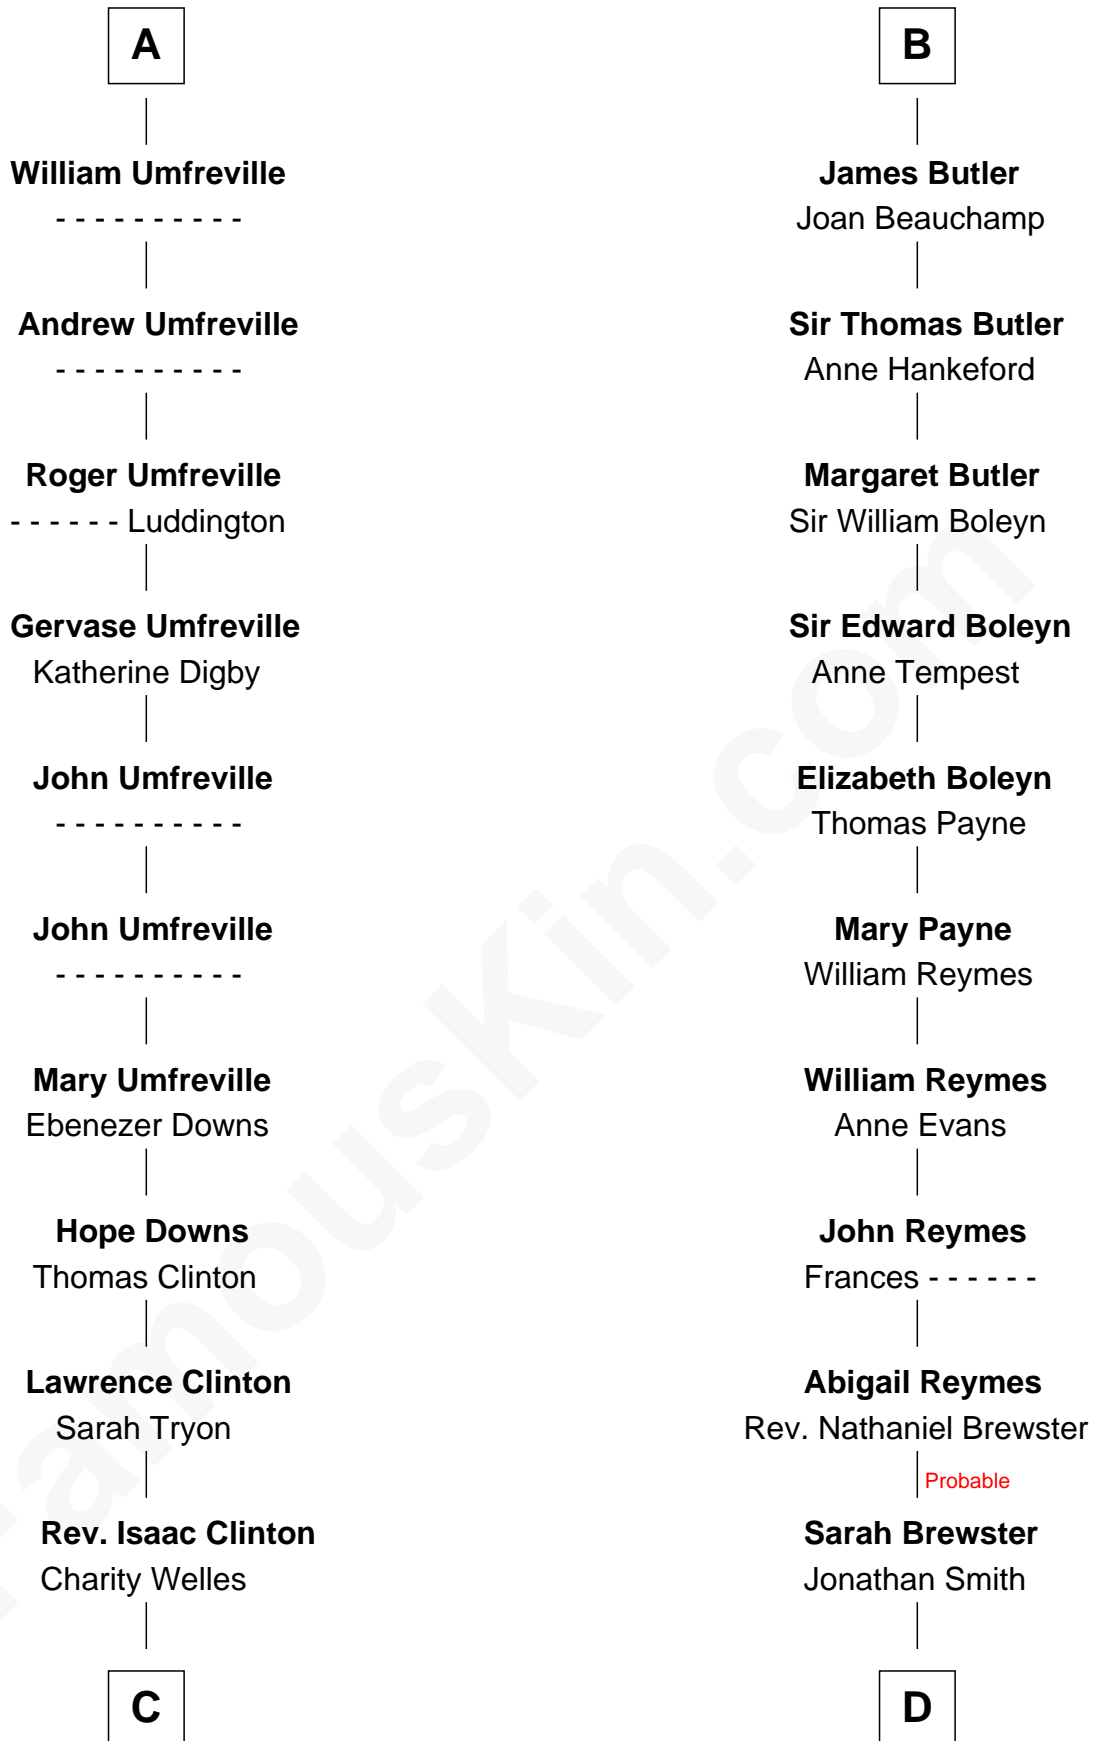 A
William Umfreville
- - - - - - - - - -
Andrew Umfreville
- - - - - - - - - -
Roger Umfreville
- - - - - - Luddington
Gervase Umfreville
Katherine Digby
John Umfreville
- - - - - - - - - -
John Umfreville
- - - - - - - - - -
Mary Umfreville
Ebenezer Downs
Hope Downs
Thomas Clinton
Lawrence Clinton
Sarah Tryon
Rev. Isaac Clinton
Charity Welles
C
B
James Butler
Joan Beauchamp
Sir Thomas Butler
Anne Hankeford
Margaret Butler
Sir William Boleyn
Sir Edward Boleyn
Anne Tempest
Elizabeth Boleyn
Thomas Payne
Mary Payne
William Reymes
William Reymes
Anne Evans
John Reymes
Frances - - - - - -
Abigail Reymes
Rev. Nathaniel Brewster
Probable
Sarah Brewster
Jonathan Smith
D
FamousKin.com